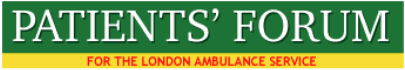 PATIENTS' FORUM
FOR THE LONDON AMBULANCE SERVICE